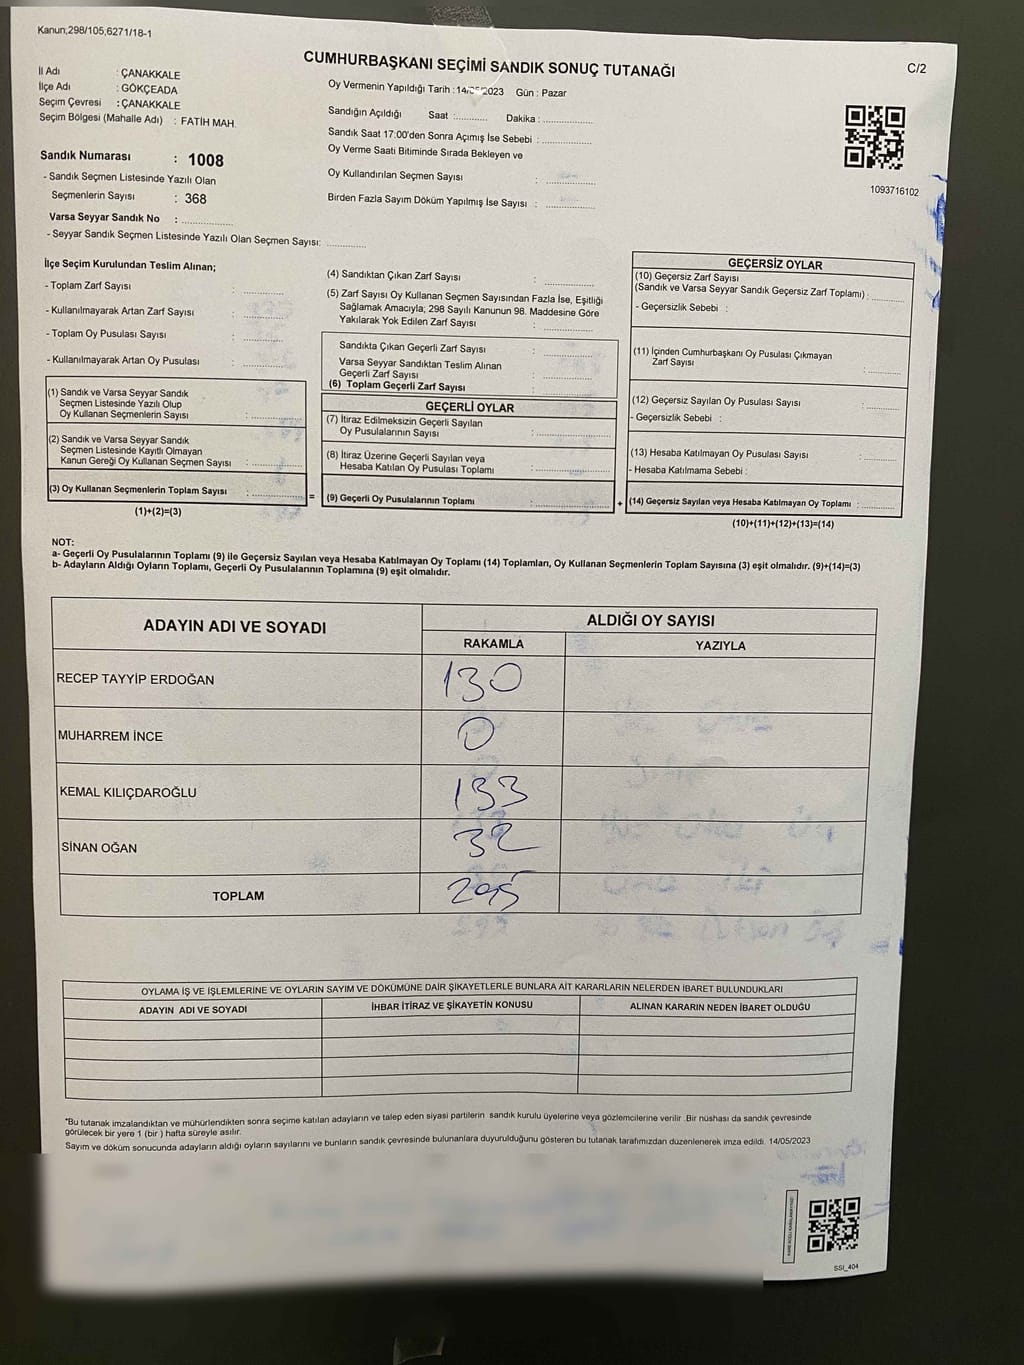 Kanun;298/105,6271/18-1
CUMHURBAŞKANI SEÇİMİ SANDIK SONUÇ TUTANAĞI
C/2
İl Adı : ÇANAKKALE
İlçe Adı : GÖKÇEADA
Seçim Çevresi : ÇANAKKALE
Seçim Bölgesi (Mahalle Adı) : FATİH MAH.
Oy Vermenin Yapıldığı Tarih : 14/05/2023 Gün : Pazar
Sandığın Açıldığı Saat :........... Dakika :................
Sandık Saat 17:00'den Sonra Açımış İse Sebebi : ................
Oy Verme Saati Bitiminde Sırada Bekleyen ve
Oy Kullandırılan Seçmen Sayısı : ................
Birden Fazla Sayım Döküm Yapılmış İse Sayısı : ................
1093716102
Sandık Numarası : 1008
- Sandık Seçmen Listesinde Yazılı Olan
Seçmenlerin Sayısı : 368
Varsa Seyyar Sandık No : ................
- Seyyar Sandık Seçmen Listesinde Yazılı Olan Seçmen Sayısı: .............
İlçe Seçim Kurulundan Teslim Alınan;
- Toplam Zarf Sayısı : .............
- Kullanılmayarak Artan Zarf Sayısı : .............
- Toplam Oy Pusulası Sayısı : .............
- Kullanılmayarak Artan Oy Pusulası : .............
(1) Sandık ve Varsa Seyyar Sandık
Seçmen Listesinde Yazılı Olup
Oy Kullanan Seçmenlerin Sayısı : .............
(2) Sandık ve Varsa Seyyar Sandık
Seçmen Listesinde Kayıtlı Olmayan
Kanun Gereği Oy Kullanan Seçmen Sayısı : .............
(3) Oy Kullanan Seçmenlerin Toplam Sayısı : .............
(1)+(2)=(3)
=
(4) Sandıktan Çıkan Zarf Sayısı : .............
(5) Zarf Sayısı Oy Kullanan Seçmen Sayısından Fazla İse, Eşitliği
Sağlamak Amacıyla; 298 Sayılı Kanunun 98. Maddesine Göre
Yakılarak Yok Edilen Zarf Sayısı : .............
Sandıkta Çıkan Geçerli Zarf Sayısı : .............
Varsa Seyyar Sandıktan Teslim Alınan
Geçerli Zarf Sayısı : .............
(6) Toplam Geçerli Zarf Sayısı : .............
GEÇERLİ OYLAR
(7) İtiraz Edilmeksizin Geçerli Sayılan
Oy Pusulalarının Sayısı : .............
(8) İtiraz Üzerine Geçerli Sayılan veya
Hesaba Katılan Oy Pusulası Toplamı : .............
(9) Geçerli Oy Pusulalarının Toplamı : .............
+
GEÇERSİZ OYLAR
(10) Geçersiz Zarf Sayısı
(Sandık ve Varsa Seyyar Sandık Geçersiz Zarf Toplamı) : .............
- Geçersizlik Sebebi :
(11) İçinden Cumhurbaşkanı Oy Pusulası Çıkmayan
Zarf Sayısı : .............
(12) Geçersiz Sayılan Oy Pusulası Sayısı : .............
- Geçersizlik Sebebi :
(13) Hesaba Katılmayan Oy Pusulası Sayısı : .............
- Hesaba Katılmama Sebebi :
(14) Geçersiz Sayılan veya Hesaba Katılmayan Oy Toplamı : .............
(10)+(11)+(12)+(13)=(14)
NOT:
a- Geçerli Oy Pusulalarının Toplamı (9) ile Geçersiz Sayılan veya Hesaba Katılmayan Oy Toplamı (14) Toplamları, Oy Kullanan Seçmenlerin Toplam Sayısına (3) eşit olmalıdır. (9)+(14)=(3)
b- Adayların Aldığı Oyların Toplamı, Geçerli Oy Pusulalarının Toplamına (9) eşit olmalıdır.
ADAYIN ADI VE SOYADI ALDIĞI OY SAYISI
RAKAMLA YAZIYLA
RECEP TAYYİP ERDOĞAN 130
MUHARREM İNCE 0
KEMAL KILIÇDAROĞLU 133
SİNAN OĞAN 32
TOPLAM 295
OYLAMA İŞ VE İŞLEMLERİNE VE OYLARIN SAYIM VE DÖKÜMÜNE DAİR ŞİKAYETLERLE BUNLARA AİT KARARLARIN NELERDEN İBARET BULUNDUKLARI
ADAYIN ADI VE SOYADI İHBAR İTİRAZ VE ŞİKAYETİN KONUSU ALINAN KARARIN NEDEN İBARET OLDUĞU
*Bu tutanak imzalandıktan ve mühürlendikten sonra seçime katılan adayların ve talep eden siyasi partilerin sandık kurulu üyelerine veya gözlemcilerine verilir .Bir nüshası da sandık çevresinde
görülecek bir yere 1 (bir ) hafta süreyle asılır.
Sayım ve döküm sonucunda adayların aldığı oyların sayılarını ve bunların sandık çevresinde bulunanlara duyurulduğunu gösteren bu tutanak tarafımızdan düzenlenerek imza edildi. 14/05/2023
SSI_404